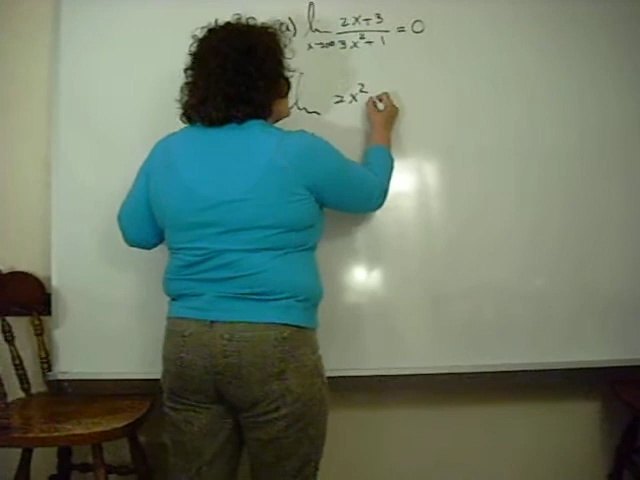 a) lim x→∞ 2x+3 / 3x²+1 = 0
lim 2x²